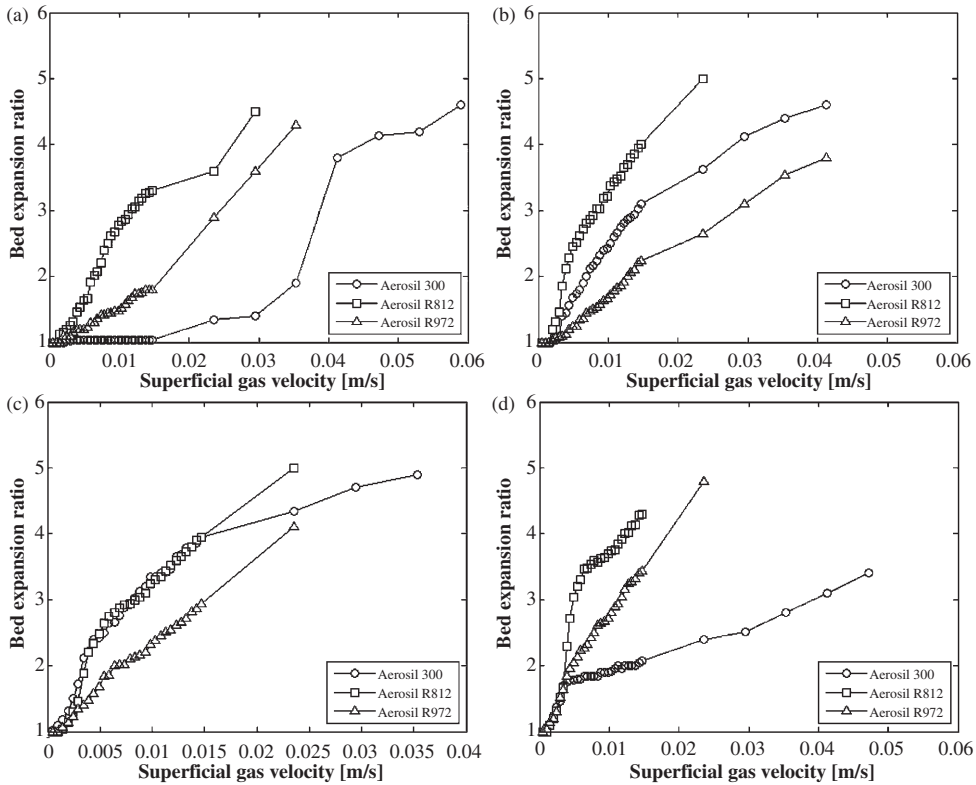 (a)
6
5
4
3
2
1
Bed expansion ratio
Aerosil 300
Aerosil R812
Aerosil R972
0 0.01 0.02 0.03 0.04 0.05 0.06
Superficial gas velocity [m/s]
(b)
6
5
4
3
2
1
Bed expansion ratio
Aerosil 300
Aerosil R812
Aerosil R972
0 0.01 0.02 0.03 0.04 0.05 0.06
Superficial gas velocity [m/s]
(c)
6
5
4
3
2
1
Bed expansion ratio
Aerosil 300
Aerosil R812
Aerosil R972
0 0.005 0.01 0.015 0.02 0.025 0.03 0.035 0.04
Superficial gas velocity [m/s]
(d)
6
5
4
3
2
1
Bed expansion ratio
Aerosil 300
Aerosil R812
Aerosil R972
0 0.01 0.02 0.03 0.04 0.05 0.06
Superficial gas velocity [m/s]